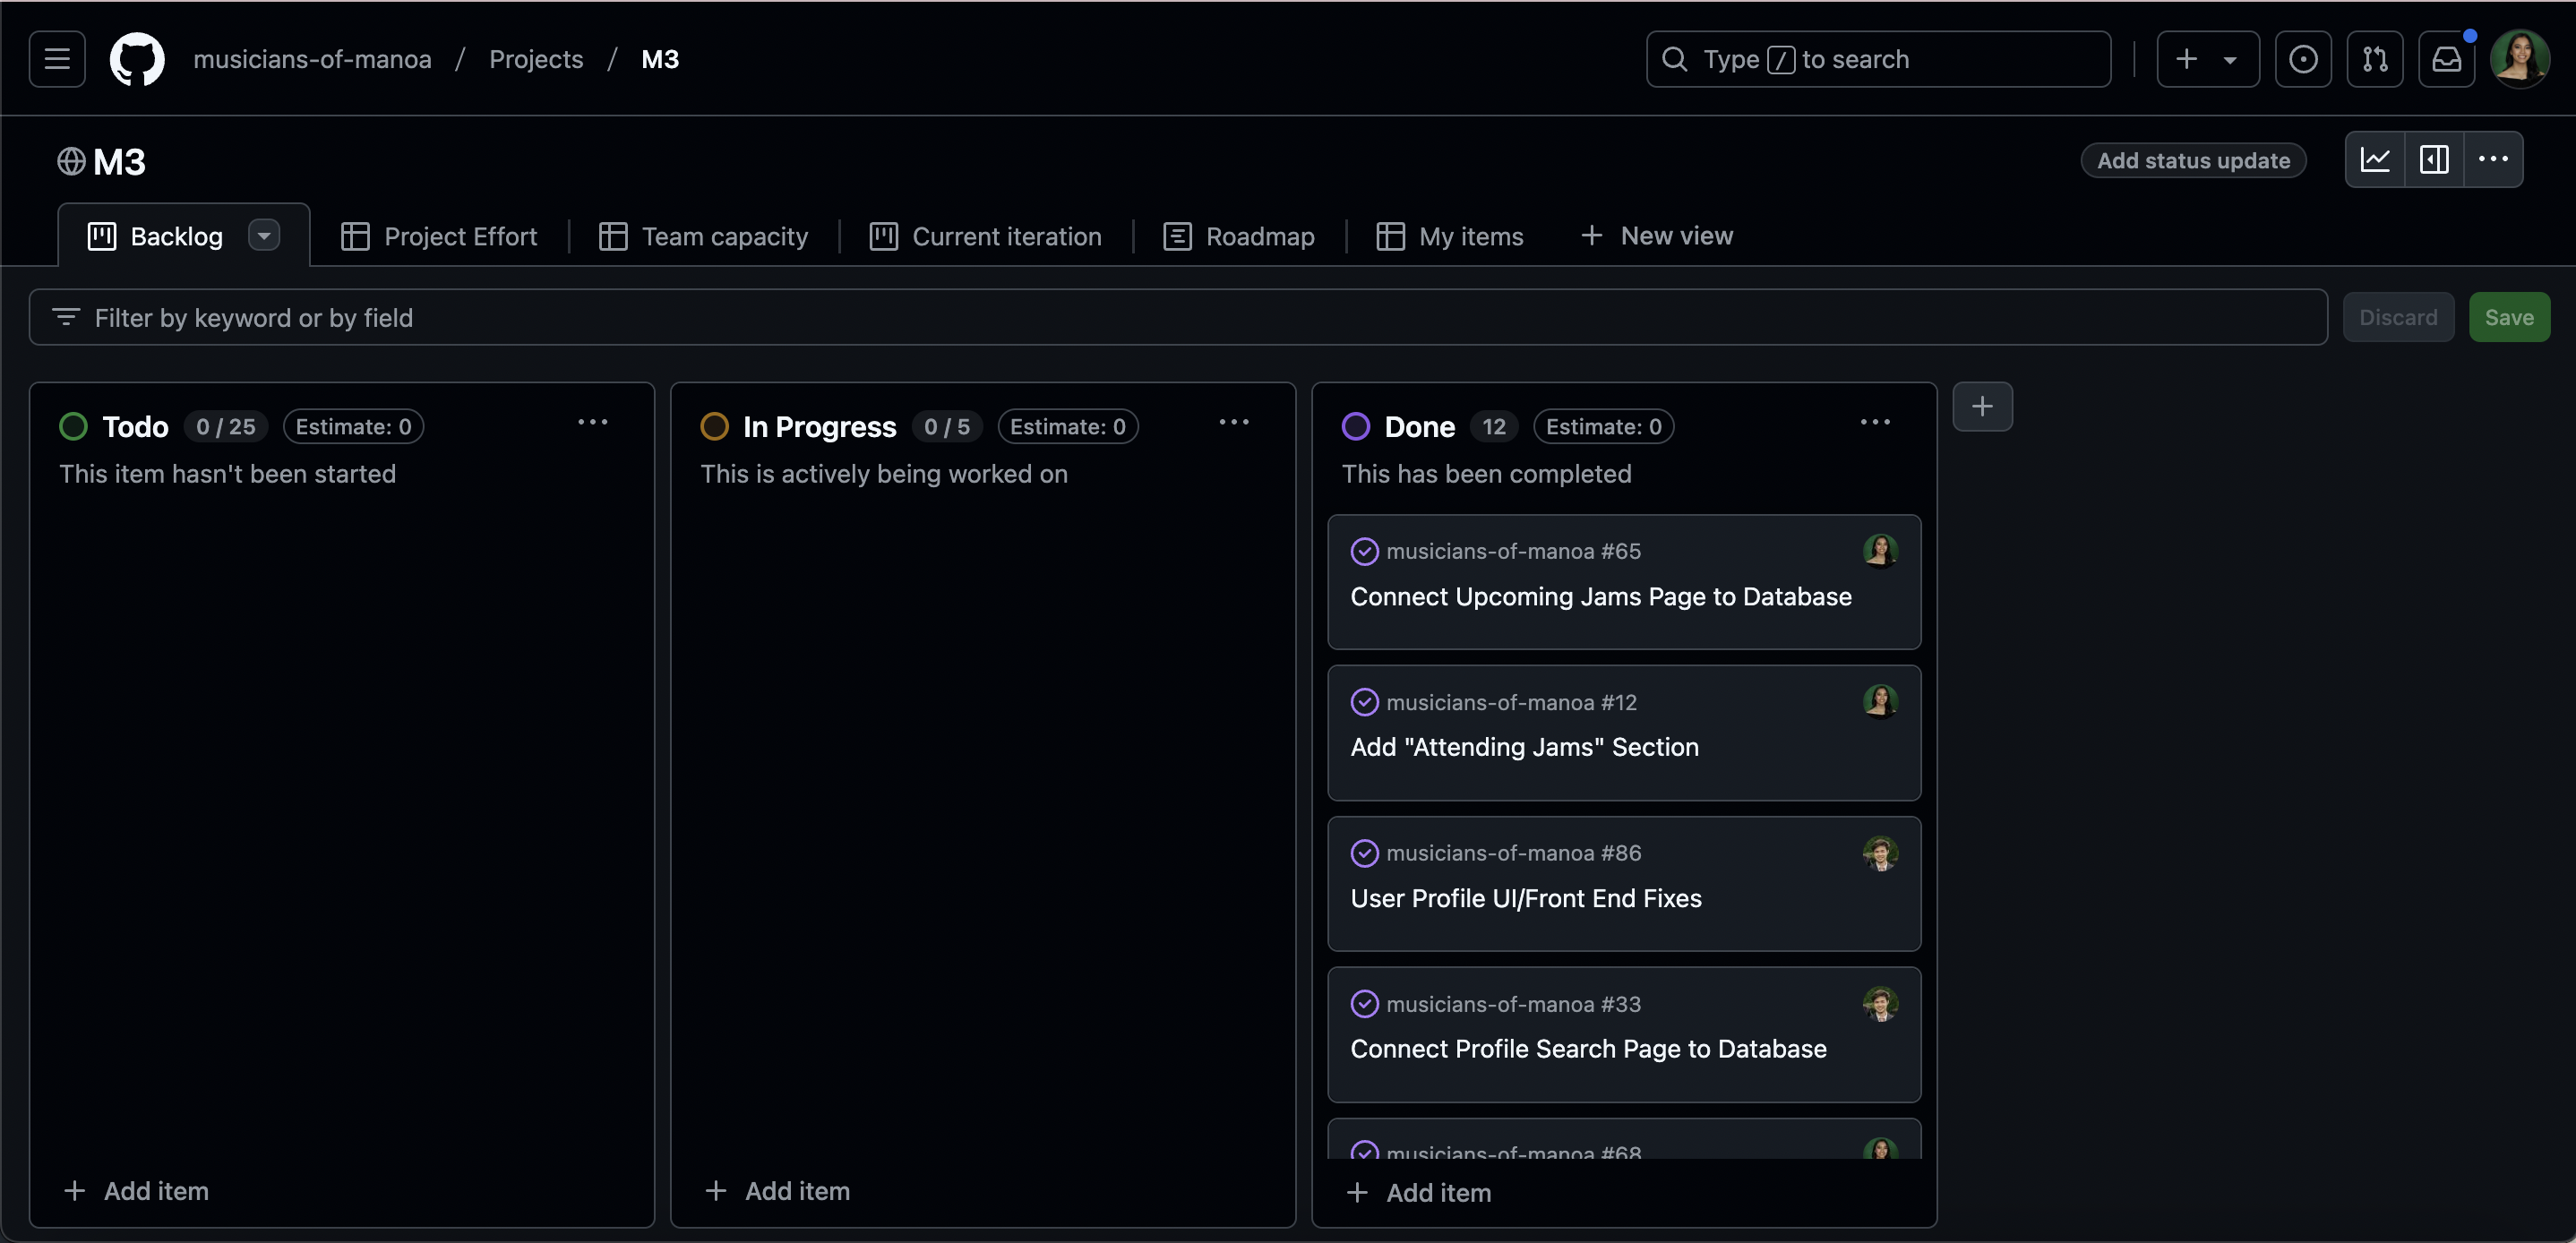 musicians-of-manoa / Projects / M3
Type / to search
M3
Add status update
Backlog
Project Effort
Team capacity
Current iteration
Roadmap
My items
New view
Filter by keyword or by field
Discard
Save
Todo 0 / 25 Estimate: 0
This item hasn't been started
Add item
In Progress 0 / 5 Estimate: 0
This is actively being worked on
Add item
Done 12 Estimate: 0
This has been completed
musicians-of-manoa #65
Connect Upcoming Jams Page to Database
musicians-of-manoa #12
Add "Attending Jams" Section
musicians-of-manoa #86
User Profile UI/Front End Fixes
musicians-of-manoa #33
Connect Profile Search Page to Database
musicians-of-manoa #68
Add item